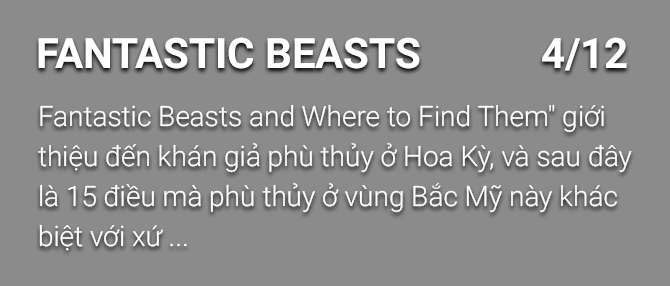 FANTASTIC BEASTS 4/12
Fantastic Beasts and Where to Find Them" giới
thiệu đến khán giả phù thủy ở Hoa Kỳ, và sau đây
là 15 điều mà phù thủy ở vùng Bắc Mỹ này khác
biệt với xứ ...